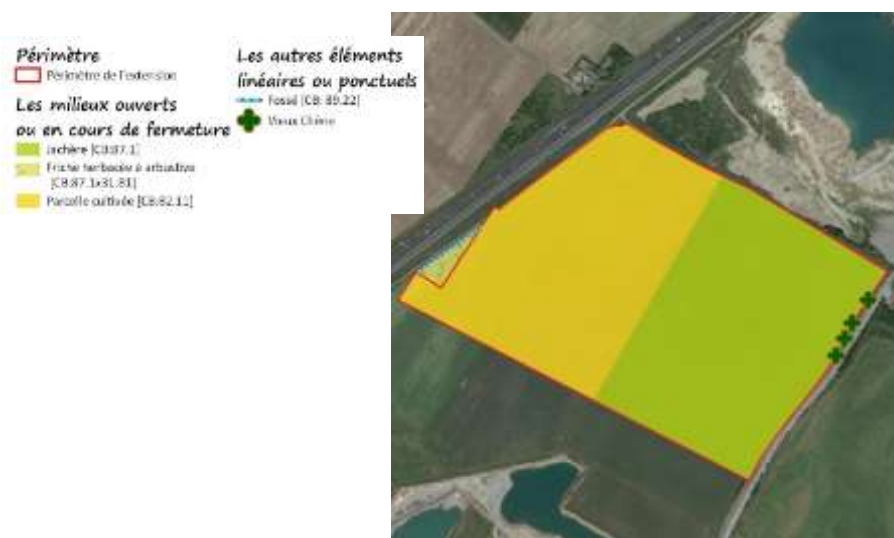 Périmètre
Périmètre de l'extension
Les milieux ouverts
ou en cours de fermeture
Jachère [CB:87.1]
Friche herbacée à arbustive
[CB:87.1x31.81]
Parcelle cultivée [CB:82.11]
Les autres éléments
linéaires ou ponctuels
Fossé [CB: 89.22]
Vieux Chêne